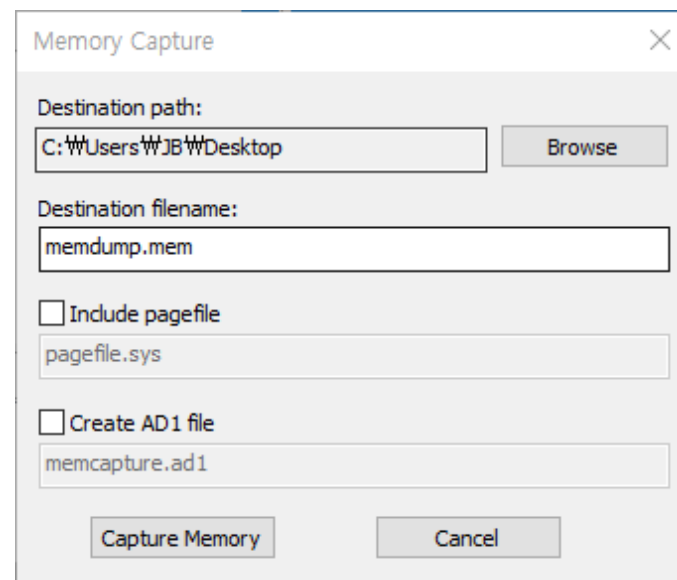 Memory Capture
Destination path:
C:₩Users₩JB₩Desktop
Browse
Destination filename:
memdump.mem
Include pagefile
pagefile.sys
Create AD1 file
memcapture.ad1
Capture Memory
Cancel